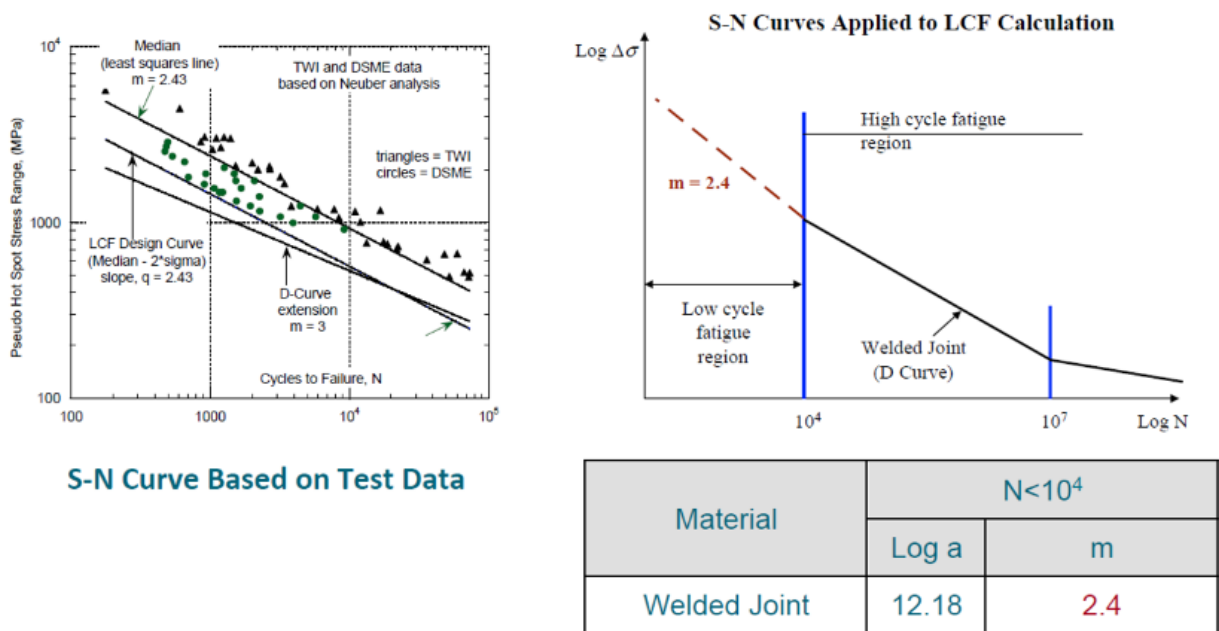 10⁴
Median
(least squares line)
m = 2.43
TWI and DSME data
based on Neuber analysis
triangles = TWI
circles = DSME
Pseudo Hot Spot Stress Range, (MPa)
1000
LCF Design Curve
(Median - 2*sigma)
slope, q = 2.43
D-Curve
extension
m = 3
Cycles to Failure, N
100
100
1000
10⁴
10⁵
S-N Curve Based on Test Data
S-N Curves Applied to LCF Calculation
Log Δσ
High cycle fatigue
region
m = 2.4
Low cycle
fatigue
region
Welded Joint
(D Curve)
10⁴
10⁷
Log N
Material
N<10⁴
Log a
m
Welded Joint
12.18
2.4